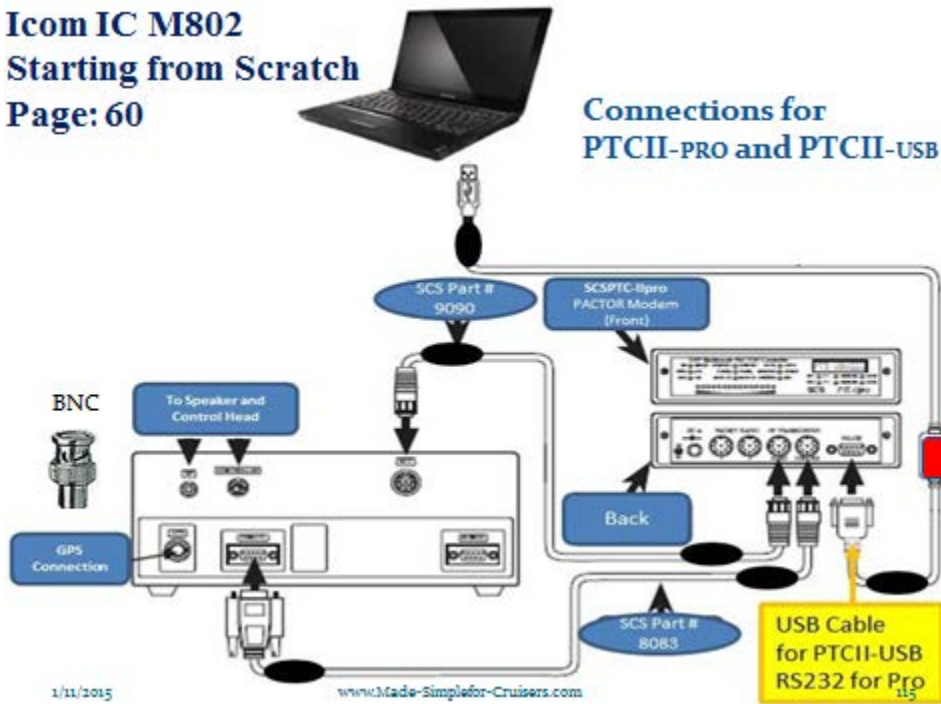 Icom IC M802
Starting from Scratch
Page: 60
Connections for
PTCII-PRO and PTCII-USB
SCS Part #
9090
SCSPTC-IIpro
PACTOR Modem
(Front)
BNC
To Speaker and
Control Head
Back
GPS
Connection
SCS Part #
8083
USB Cable
for PTCII-USB
RS232 for Pro
1/11/2015
www.Made-Simplefor-Cruisers.com
115